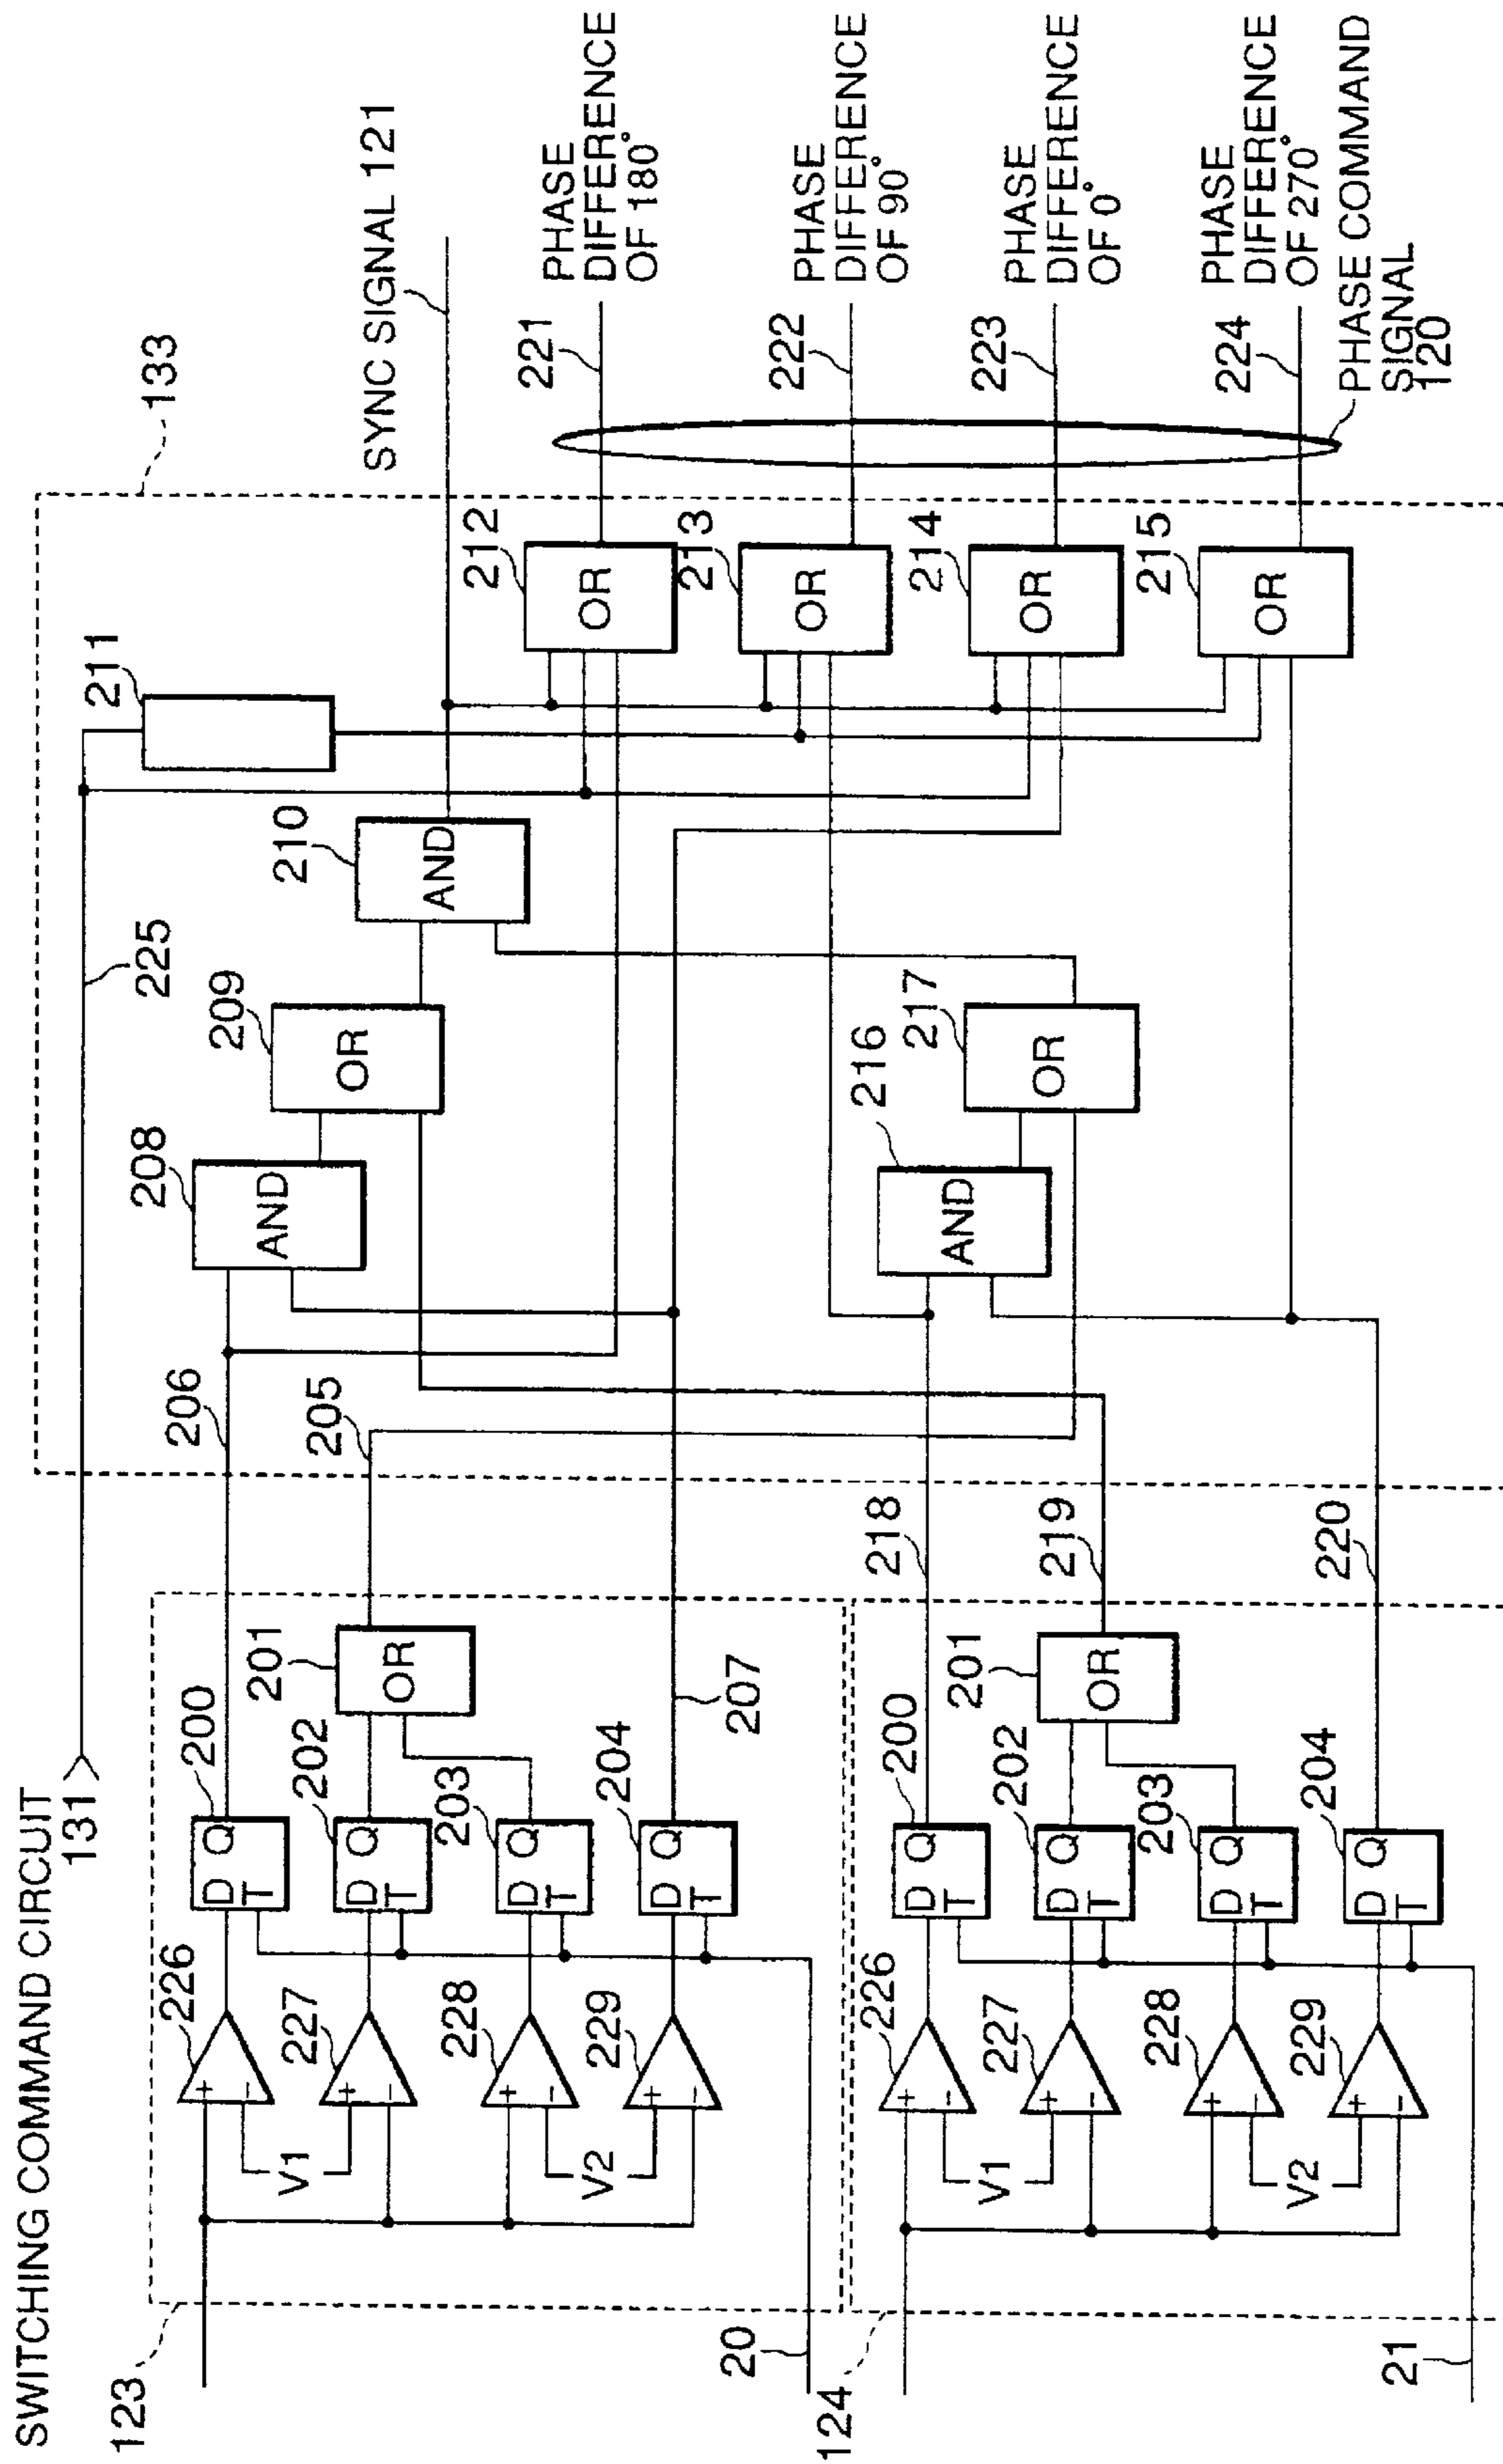 SWITCHING COMMAND CIRCUIT
131
225
211
133
SYNC SIGNAL 121
123
226
+
-
227
+
-
228
+
-
229
+
-
V1
V2
200
D Q
T
202
D Q
T
203
D Q
T
204
D Q
T
201
OR
206
205
207
20
208
AND
209
OR
210
AND
212
OR
213
OR
214
OR
215
OR
221
222
223
224
PHASE
DIFFERENCE
OF 180°
PHASE
DIFFERENCE
OF 90°
PHASE
DIFFERENCE
OF 0°
PHASE
DIFFERENCE
OF 270°
PHASE COMMAND
SIGNAL
120
124
226
+
-
227
+
-
228
+
-
229
+
-
V1
V2
200
D Q
T
202
D Q
T
203
D Q
T
204
D Q
T
201
OR
218
219
220
216
AND
217
OR
21